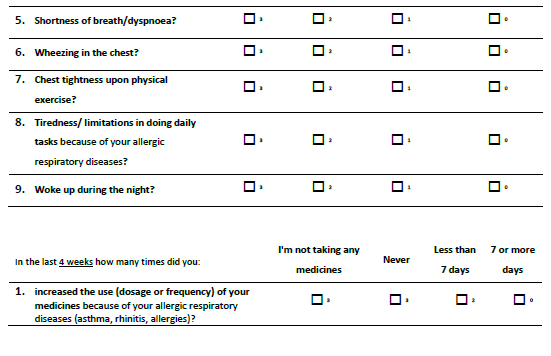 5. Shortness of breath/dyspnoea? ☐ 3 ☐ 2 ☐ 1 ☐ 0
6. Wheezing in the chest? ☐ 3 ☐ 2 ☐ 1 ☐ 0
7. Chest tightness upon physical
exercise? ☐ 3 ☐ 2 ☐ 1 ☐ 0
8. Tiredness/ limitations in doing daily
tasks because of your allergic ☐ 3 ☐ 2 ☐ 1 ☐ 0
respiratory diseases?
9. Woke up during the night? ☐ 3 ☐ 2 ☐ 1 ☐ 0
In the last 4 weeks how many times did you: I'm not taking any medicines Never Less than 7 days 7 or more days
1. increased the use (dosage or frequency) of your
medicines because of your allergic respiratory ☐ 3 ☐ 3 ☐ 2 ☐ 0
diseases (asthma, rhinitis, allergies)?